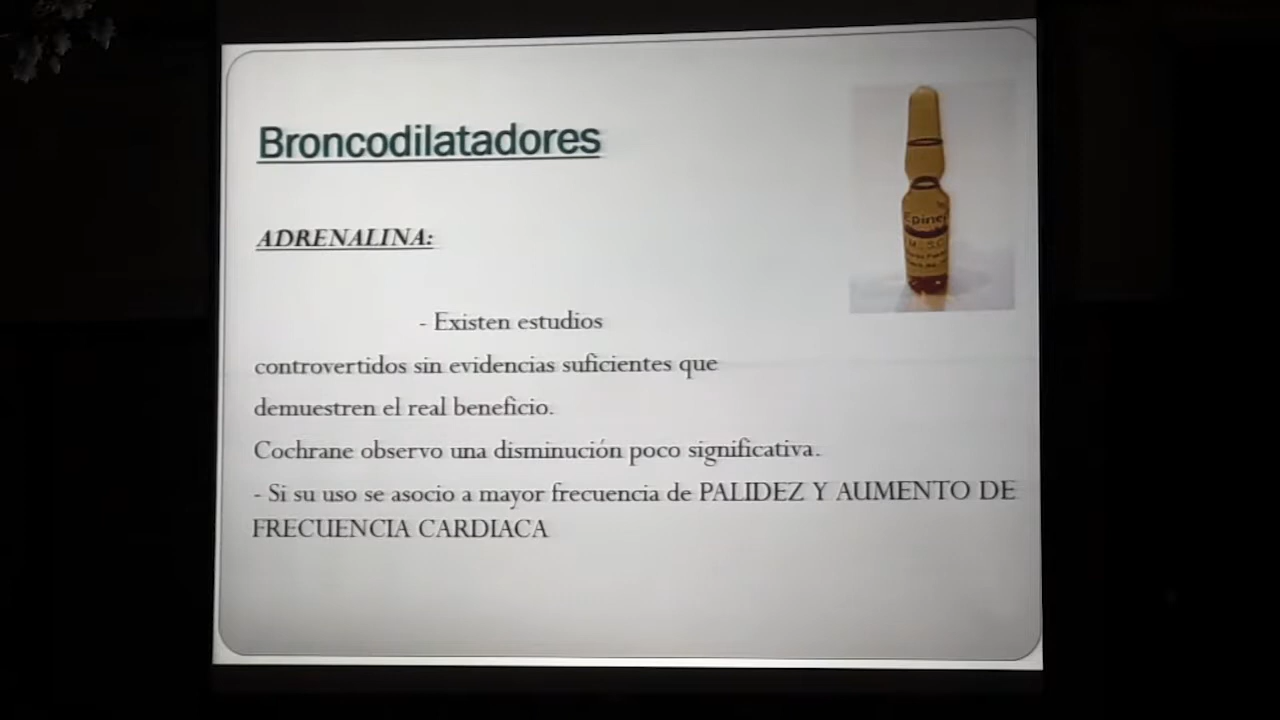 Broncodilatadores
ADRENALINA:
- Existen estudios
controvertidos sin evidencias suficientes que
demuestren el real beneficio.
Cochrane observo una disminución poco significativa.
- Si su uso se asocio a mayor frecuencia de PALIDEZ Y AUMENTO DE
FRECUENCIA CARDIACA
Epinef
M. S.C